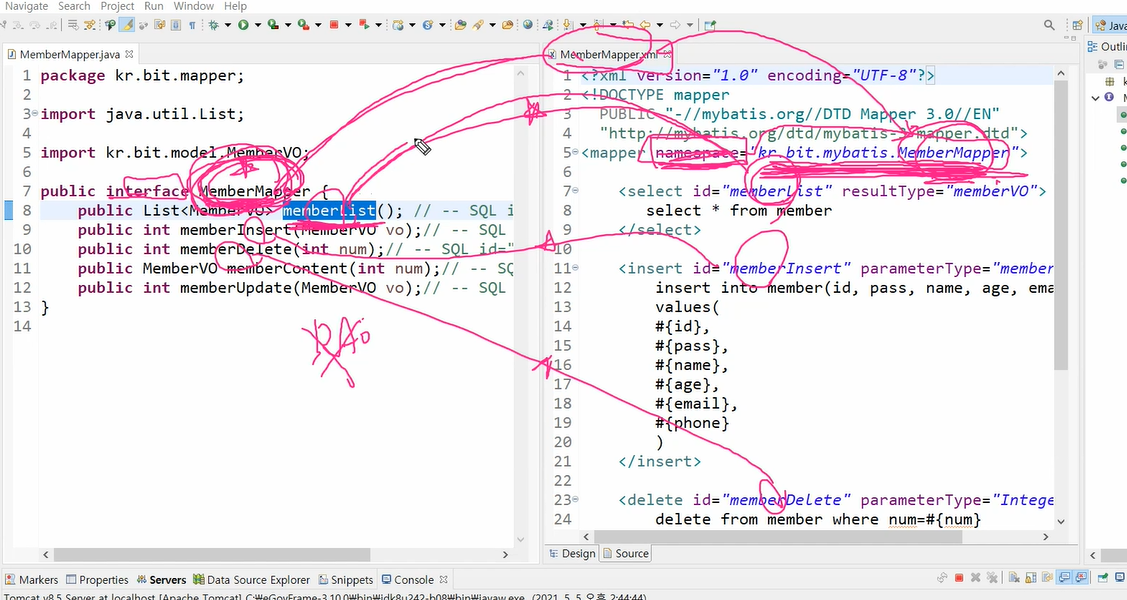 Navigate Search Project Run Window Help
MemberMapper.java
1 package kr.bit.mapper;
2
3 import java.util.List;
4
5 import kr.bit.model.MemberVO;
6
7 public interface MemberMapper {
8 public List<MemberVO> memberList(); // -- SQL i
9 public int memberInsert(MemberVO vo);// -- SQL
10 public int memberDelete(int num);// -- SQL id="
11 public MemberVO memberContent(int num);// -- SQ
12 public int memberUpdate(MemberVO vo);// -- SQL
13 }
14
MemberMapper.xml
1 <?xml version="1.0" encoding="UTF-8"?>
2 <!DOCTYPE mapper
3 PUBLIC "-//mybatis.org//DTD Mapper 3.0//EN"
4 "http://mybatis.org/dtd/mybatis-3-mapper.dtd">
5 <mapper namespace="kr.bit.mybatis.MemberMapper">
6
7 <select id="memberList" resultType="memberVO">
8 select * from member
9 </select>
10
11 <insert id="memberInsert" parameterType="member
12 insert into member(id, pass, name, age, ema
13 values(
14 #{id},
15 #{pass},
16 #{name},
17 #{age},
18 #{email},
19 #{phone}
20 )
21 </insert>
22
23 <delete id="memberDelete" parameterType="Intege
24 delete from member where num=#{num}
Design Source
Java
Outli
Markers Properties Servers Data Source Explorer Snippets Console
Tomcat v8.5 Server at localhost [Apache Tomcat] C:\eGovFrame-3.10.0\bin\jdk8u242-b08\bin\javaw.exe (2021. 5. 5. 오후 2:44:44)